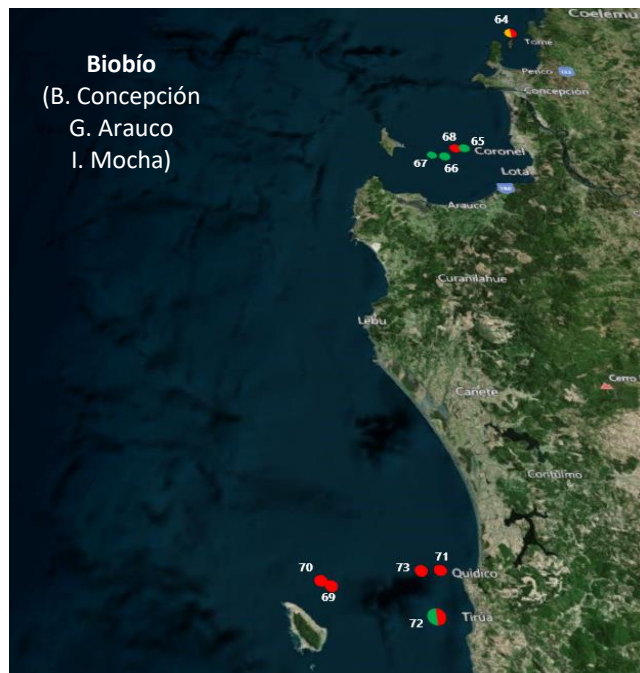 64
Coelemu
Tomé
Biobío
(B. Concepción
G. Arauco
I. Mocha)
Penco
Concepción
68
65
67
66
Coronel
Lota
Arauco
Curanilahue
Lebu
Cerro
Cañete
Contulmo
70
69
73
71
Quidico
72
Tirúa